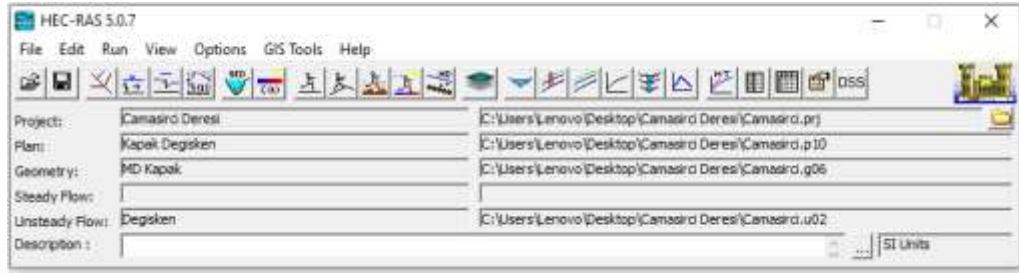 HEC-RAS 5.0.7
File Edit Run View Options GIS Tools Help
DSS
Project: Camasirci Deresi C:\Users\Lenovo\Desktop\Camasirci Deresi\Camasirci.prj
Plan: Kapak Degisken C:\Users\Lenovo\Desktop\Camasirci Deresi\Camasirci.p10
Geometry: MD Kapak C:\Users\Lenovo\Desktop\Camasirci Deresi\Camasirci.g06
Steady Flow:
Unsteady Flow: Degisken C:\Users\Lenovo\Desktop\Camasirci Deresi\Camasirci.u02
Description : ... SI Units